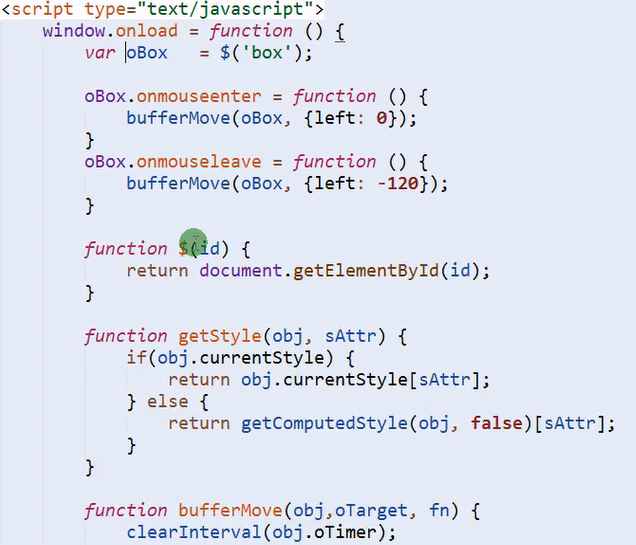 <script type="text/javascript">
window.onload = function () {
var oBox = $('box');
oBox.onmouseenter = function () {
bufferMove(oBox, {left: 0});
}
oBox.onmouseleave = function () {
bufferMove(oBox, {left: -120});
}
function $(id) {
return document.getElementById(id);
}
function getStyle(obj, sAttr) {
if(obj.currentStyle) {
return obj.currentStyle[sAttr];
} else {
return getComputedStyle(obj, false)[sAttr];
}
}
function bufferMove(obj,oTarget, fn) {
clearInterval(obj.oTimer);